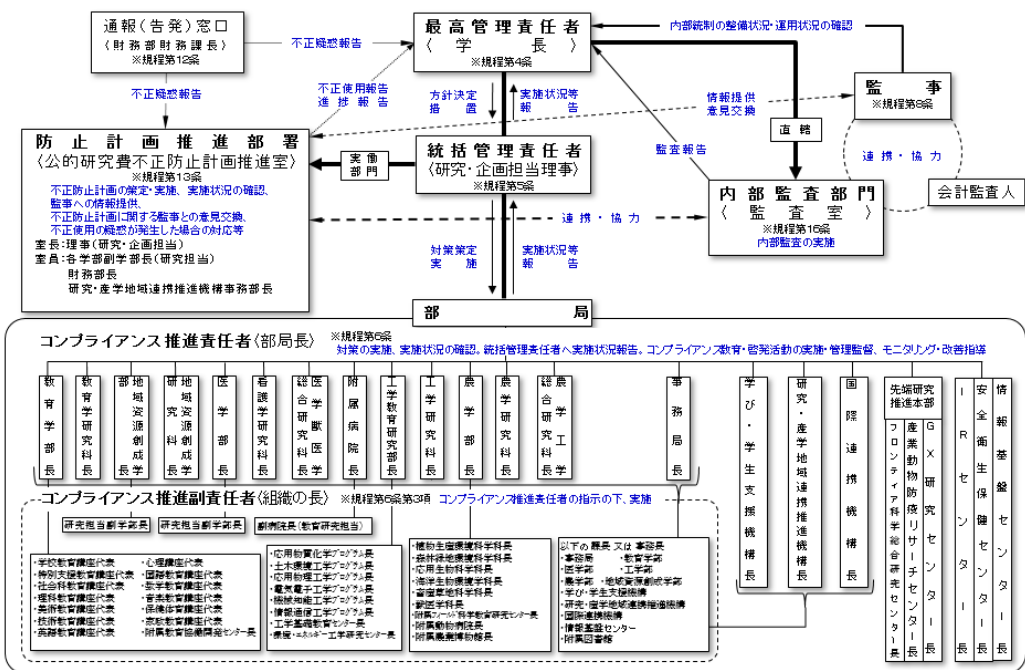 通報(告発)窓口
(財務部財務課長)
※規程第12条
不正疑惑報告
最高管理責任者
〈 学 長 〉
※規程第4条
内部統制の整備状況・運用状況の確認
監 事
※規程第8条
不正疑惑報告
不正使用報告
進捗報告
方針決定
措置
実施状況等
報告
情報提供
意見交換
直轄
監査報告
連携・協力
会計監査人
防止計画推進部署
〈公的研究費不正防止計画推進室〉
※規程第13条
不正防止計画の策定・実施、実施状況の確認、
監事への情報提供、
不正防止計画に関する監事との意見交換、
不正使用の疑惑が発生した場合の対応等
室長:理事(研究・企画担当)
室員:各学部副学部長(研究担当)
財務部長
研究・産学地域連携推進機構事務部長
実働
部門
統括管理責任者
〈研究・企画担当理事〉
※規程第5条
内部監査部門
〈 監 査 室 〉
※規程第16条
内部監査の実施
連携・協力
対策策定
実施
実施状況等
報告
部 局
コンプライアンス推進責任者〈部局長〉
※規程第6条
対策の実施、実施状況の確認。統括管理責任者へ実施状況報告。コンプライアンス教育・啓発活動の実施・管理監督、モニタリング・改善指導
教育学部長
教育学研究科長
地域資源創成学
部長
地域資源創成学
研究科長
医学部長
看護学研究科長
医学獣医学
総合研究科長
附属病院長
工学教育研究部長
工学研究科長
農学部長
農学研究科長
農学工学
総合研究科長
事務局長
学び・学生支援機構長
研究・産学地域連携推進機構長
国際連携機構長
先端研究
推進本部
フロンティア科学総合研究センター長
産業動物防疫リサーチセンター長
GX研究センター長
IRセンター長
安全衛生保健センター長
情報基盤センター長
コンプライアンス推進副責任者〈組織の長〉
※規程第6条第3項
コンプライアンス推進責任者の指示の下、実施
研究担当副学部長
研究担当副学部長
副病院長(教育研究担当)
・学校教育講座代表
・特別支援教育講座代表
・社会科教育講座代表
・理科教育講座代表
・美術教育講座代表
・技術教育講座代表
・英語教育講座代表
・心理講座代表
・国語教育講座代表
・数学教育講座代表
・音楽教育講座代表
・保健体育講座代表
・家政教育講座代表
・附属教育協働開発センター長
・応用物質化学プログラム長
・土木環境工学プログラム長
・応用物理工学プログラム長
・電気電子工学プログラム長
・機械知能工学プログラム長
・情報通信工学プログラム長
・工学基礎教育センター長
・環境・エネルギー工学研究センター長
・植物生産環境科学科長
・森林緑地環境科学科長
・応用生物科学科長
・海洋生物環境科学科長
・畜産草地科学科長
・獣医学科長
・附属フィールド科学教育研究センター長
・附属動物病院長
・附属農業博物館長
以下の課長 又は 事務長
・事務局 ・教育学部
・医学部 ・工学部
・農学部 ・地域資源創成学部
・学び・学生支援機構
・研究・産学地域連携推進機構
・国際連携機構
・情報基盤センター
・附属図書館